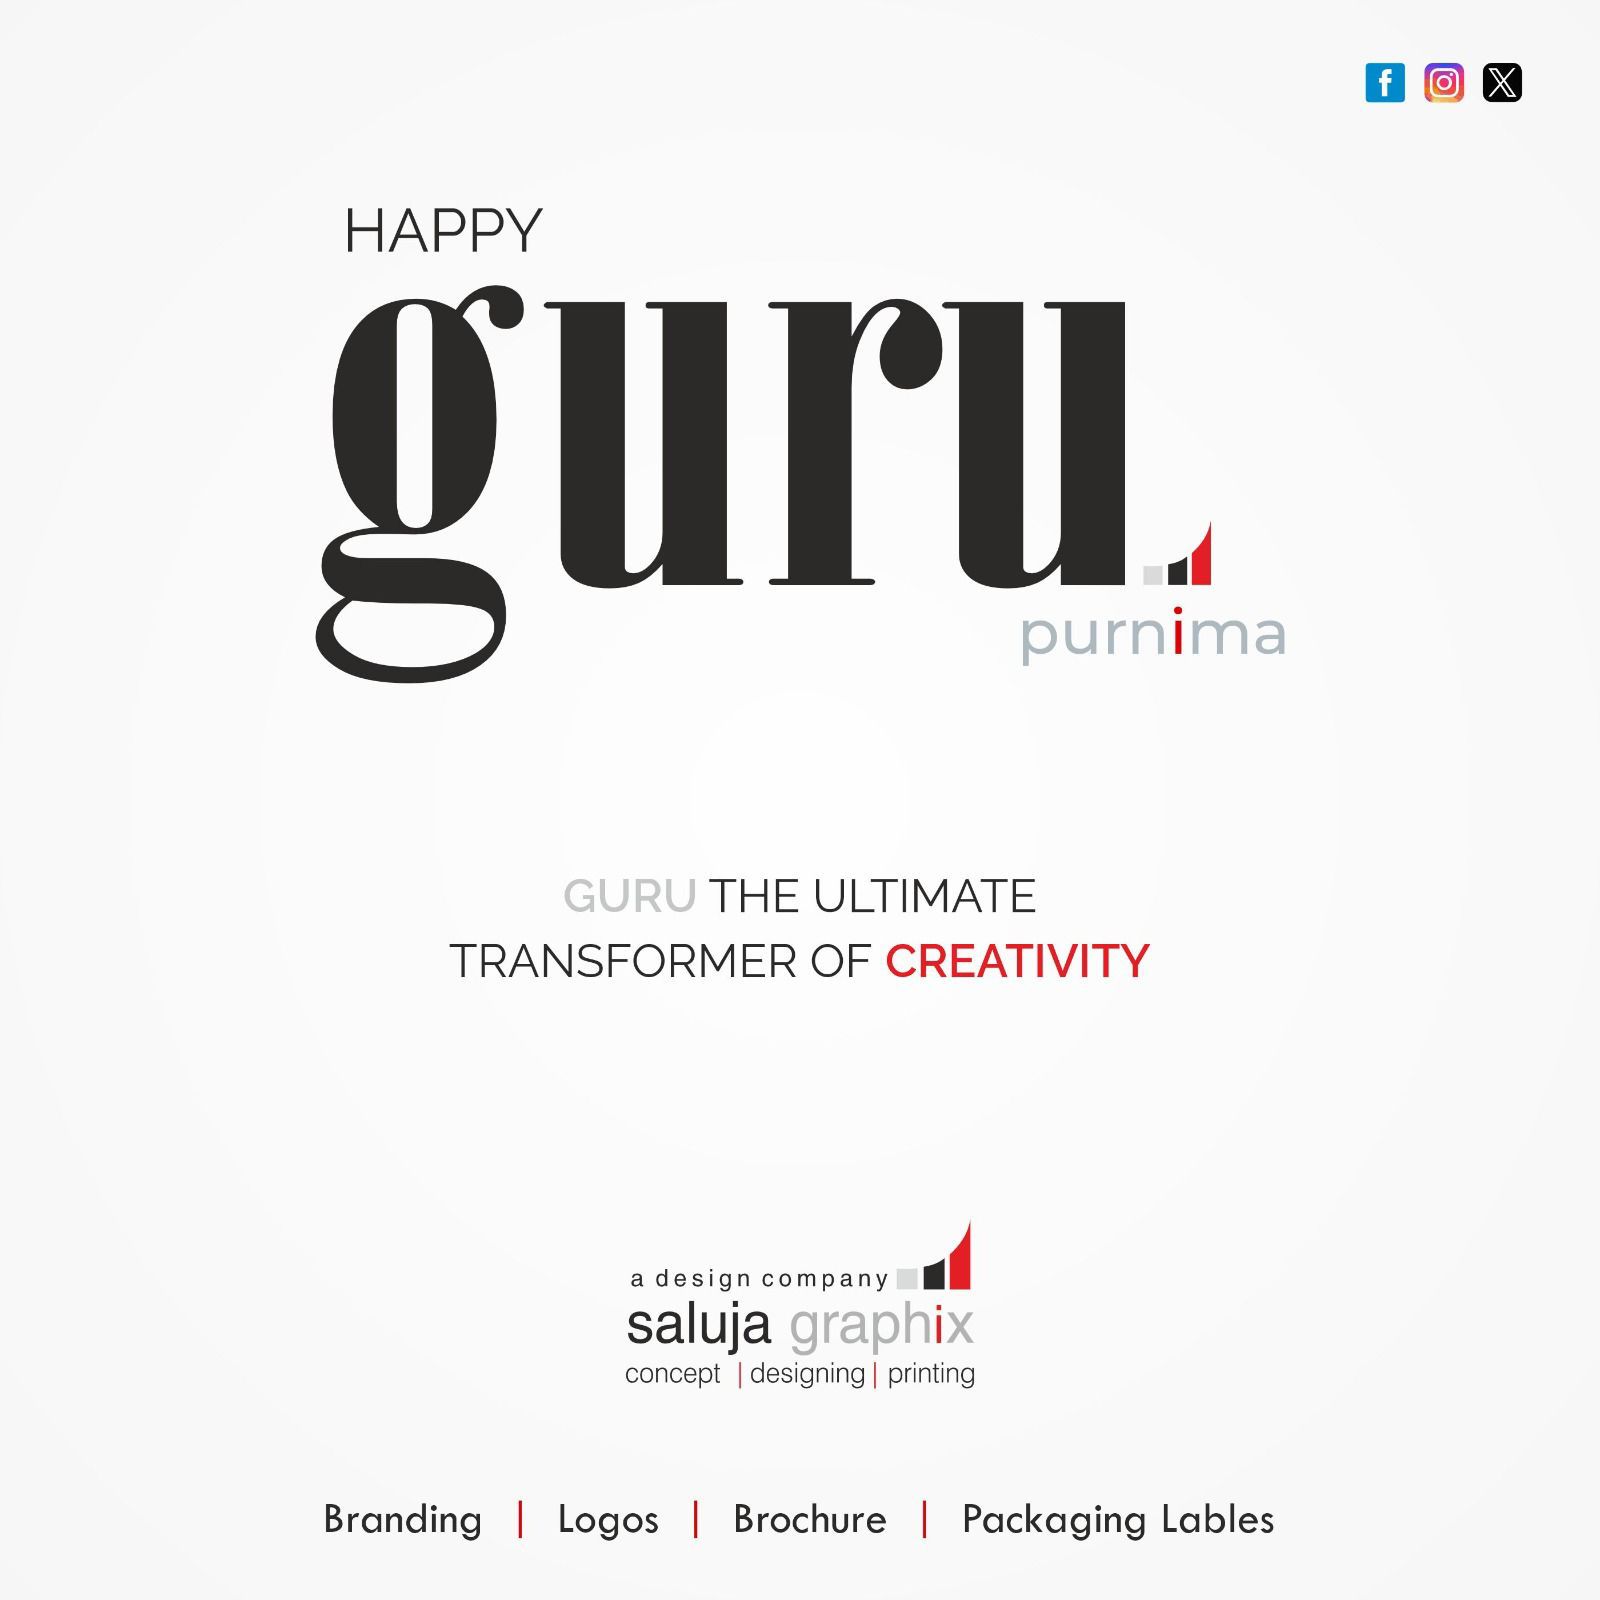 HAPPY
guru
purnima
GURU THE ULTIMATE
TRANSFORMER OF CREATIVITY
a design company
saluja graphix
concept | designing | printing
Branding | Logos | Brochure | Packaging Lables